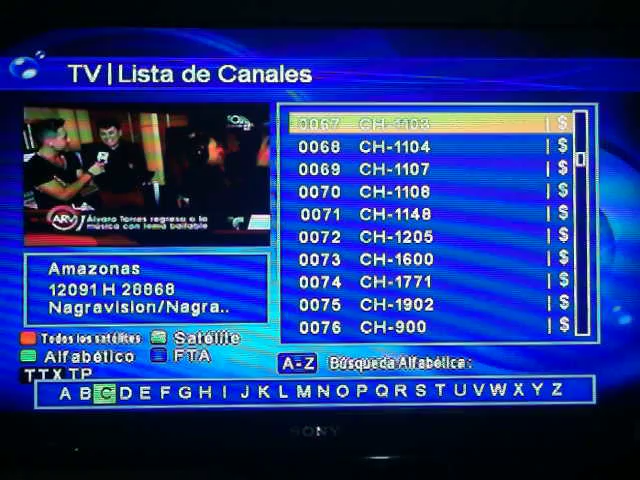 TV | Lista de Canales
ARV
Álvaro Torres regresa a la
música con tema bailable
0067 CH-1103 | $
0068 CH-1104 | $
0069 CH-1107 | $
0070 CH-1108 | $
0071 CH-1148 | $
0072 CH-1205 | $
0073 CH-1600 | $
0074 CH-1771 | $
0075 CH-1902 | $
0076 CH-900 | $
Amazonas
12091 H 28868
Nagravision/Nagra..
Todos los satélites Satélite
Alfabético FTA
TTX TP
A-Z Búsqueda Alfabética:
A B C D E F G H I J K L M N O P Q R S T U V W X Y Z
SONY